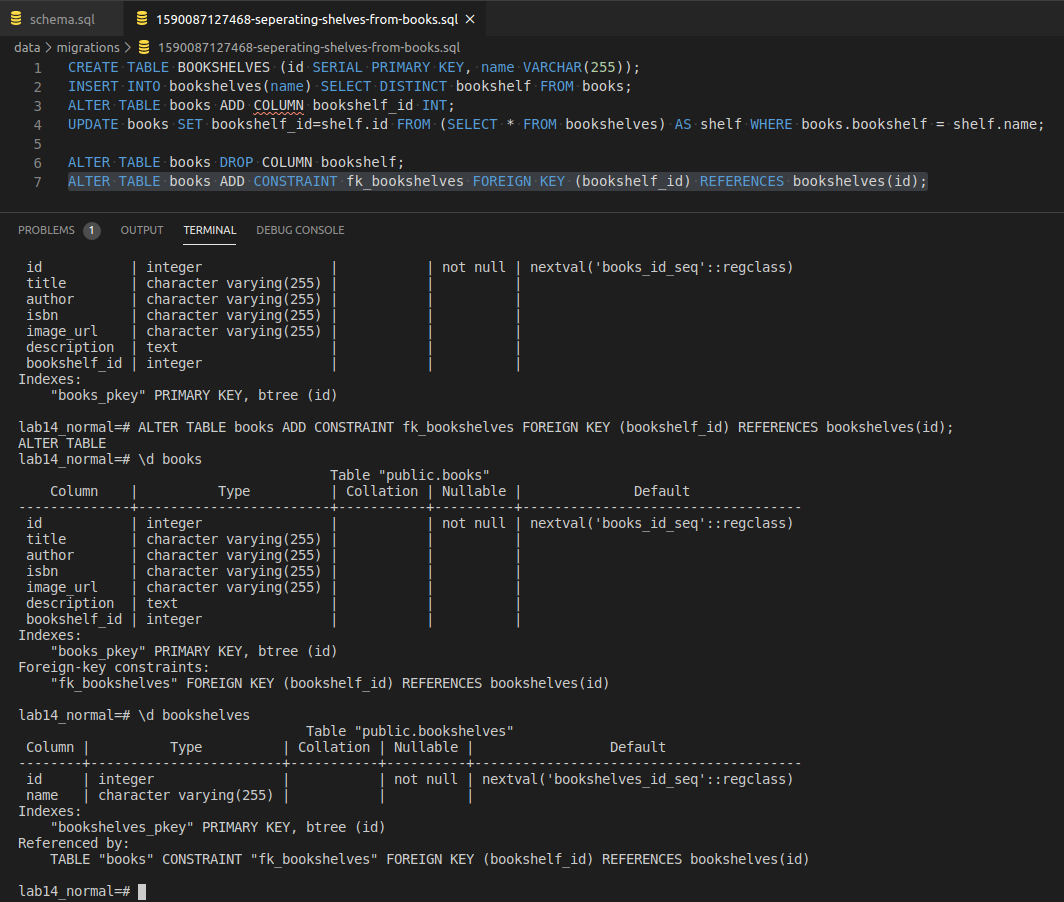 schema.sql 1590087127468-seperating-shelves-from-books.sql ×
data > migrations > 1590087127468-seperating-shelves-from-books.sql
1 CREATE TABLE BOOKSHELVES (id SERIAL PRIMARY KEY, name VARCHAR(255));
2 INSERT INTO bookshelves(name) SELECT DISTINCT bookshelf FROM books;
3 ALTER TABLE books ADD COLUMN bookshelf_id INT;
4 UPDATE books SET bookshelf_id=shelf.id FROM (SELECT * FROM bookshelves) AS shelf WHERE books.bookshelf = shelf.name;
5
6 ALTER TABLE books DROP COLUMN bookshelf;
7 ALTER TABLE books ADD CONSTRAINT fk_bookshelves FOREIGN KEY (bookshelf_id) REFERENCES bookshelves(id);
PROBLEMS 1 OUTPUT TERMINAL DEBUG CONSOLE
 id          | integer                |           | not null | nextval('books_id_seq'::regclass)
 title       | character varying(255) |           |          |
 author      | character varying(255) |           |          |
 isbn        | character varying(255) |           |          |
 image_url   | character varying(255) |           |          |
 description | text                   |           |          |
 bookshelf_id | integer                |           |          |
Indexes:
    "books_pkey" PRIMARY KEY, btree (id)
lab14_normal=# ALTER TABLE books ADD CONSTRAINT fk_bookshelves FOREIGN KEY (bookshelf_id) REFERENCES bookshelves(id);
ALTER TABLE
lab14_normal=# \d books
                                       Table "public.books"
    Column    |          Type          | Collation | Nullable |              Default
--------------+------------------------+-----------+----------+-----------------------------------
 id           | integer                |           | not null | nextval('books_id_seq'::regclass)
 title        | character varying(255) |           |          |
 author       | character varying(255) |           |          |
 isbn         | character varying(255) |           |          |
 image_url    | character varying(255) |           |          |
 description  | text                   |           |          |
 bookshelf_id | integer                |           |          |
Indexes:
    "books_pkey" PRIMARY KEY, btree (id)
Foreign-key constraints:
    "fk_bookshelves" FOREIGN KEY (bookshelf_id) REFERENCES bookshelves(id)
lab14_normal=# \d bookshelves
                                    Table "public.bookshelves"
 Column |          Type          | Collation | Nullable |                 Default
--------+------------------------+-----------+----------+-----------------------------------------
 id     | integer                |           | not null | nextval('bookshelves_id_seq'::regclass)
 name   | character varying(255) |           |          |
Indexes:
    "bookshelves_pkey" PRIMARY KEY, btree (id)
Referenced by:
    TABLE "books" CONSTRAINT "fk_bookshelves" FOREIGN KEY (bookshelf_id) REFERENCES bookshelves(id)
lab14_normal=#